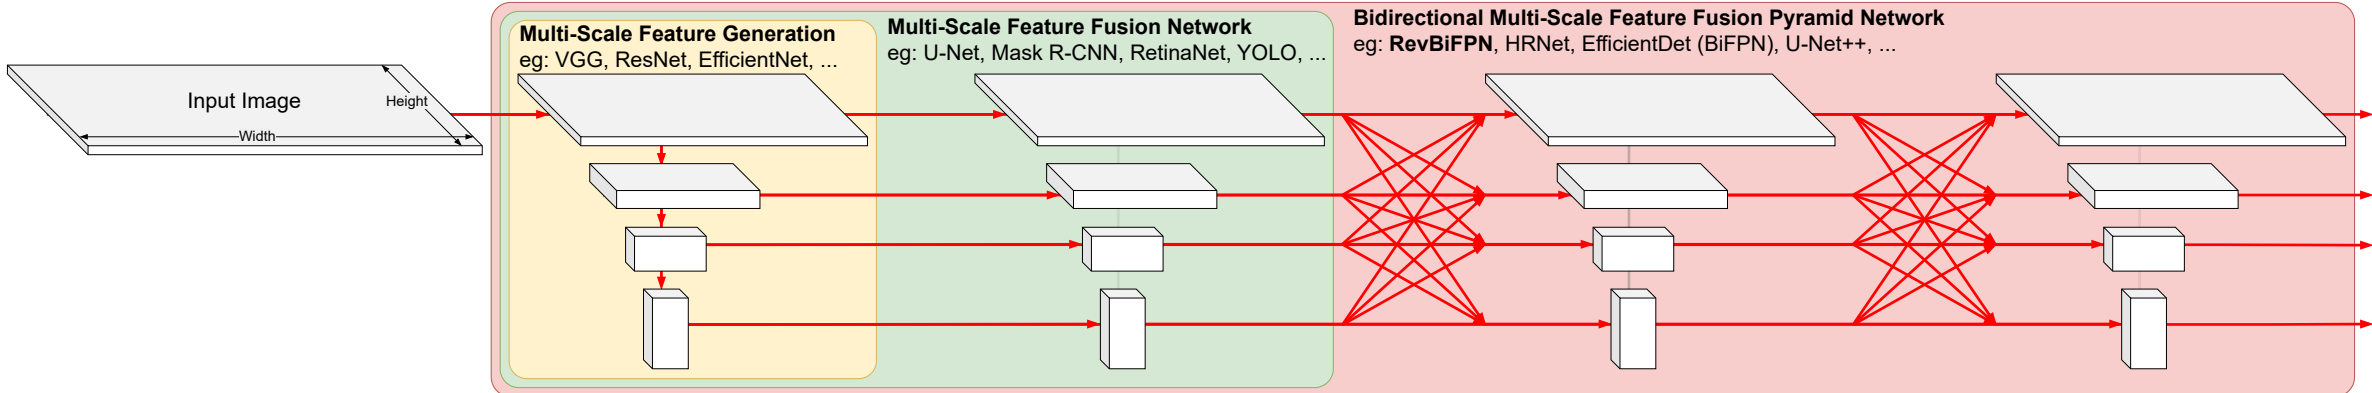 Input Image
Height
Width
Multi-Scale Feature Generation
eg: VGG, ResNet, EfficientNet, ...
Multi-Scale Feature Fusion Network
eg: U-Net, Mask R-CNN, RetinaNet, YOLO, ...
Bidirectional Multi-Scale Feature Fusion Pyramid Network
eg: RevBiFPN, HRNet, EfficientDet (BiFPN), U-Net++, ...